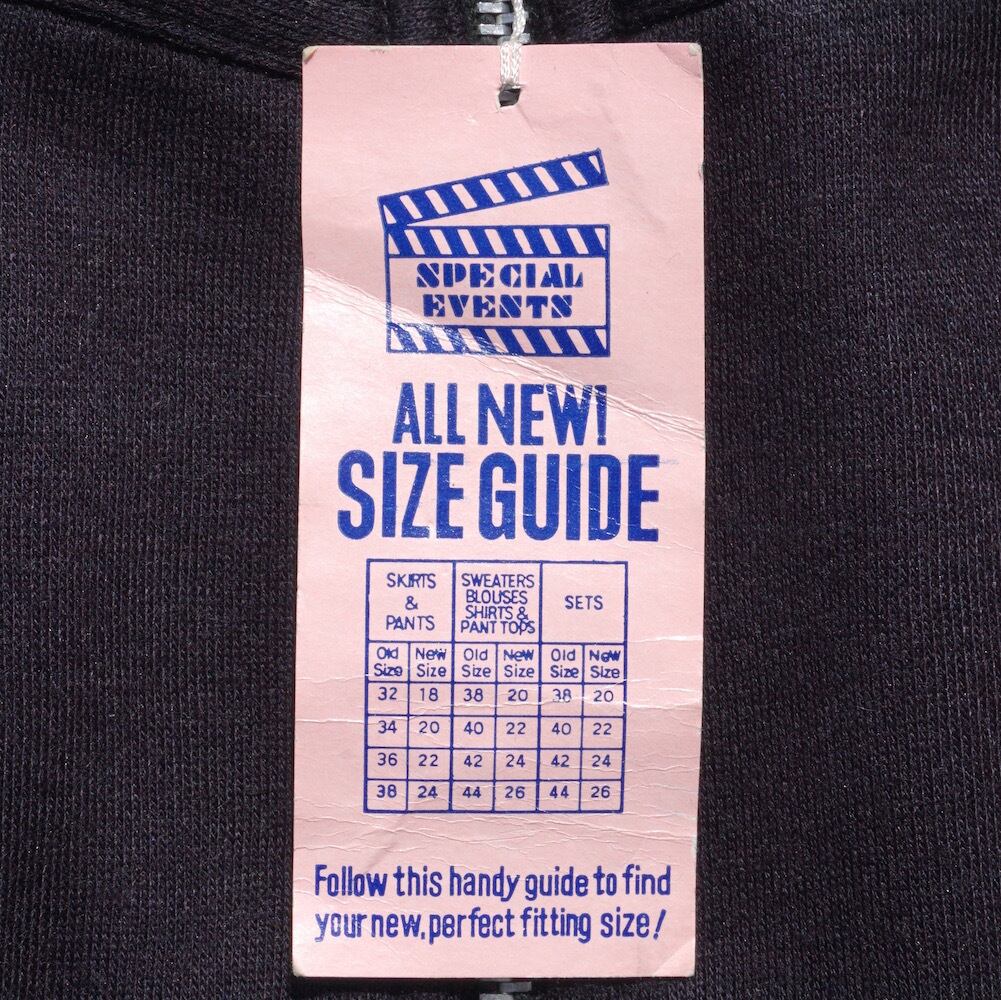 SPECIAL
EVENTS
ALL NEW!
SIZE GUIDE
SKIRTS & PANTS SWEATERS BLOUSES SHIRTS & PANT TOPS SETS
Old Size New Size Old Size New Size Old Size New Size
32 18 38 20 38 20
34 20 40 22 40 22
36 22 42 24 42 24
38 24 44 26 44 26
Follow this handy guide to find
your new, perfect fitting size!